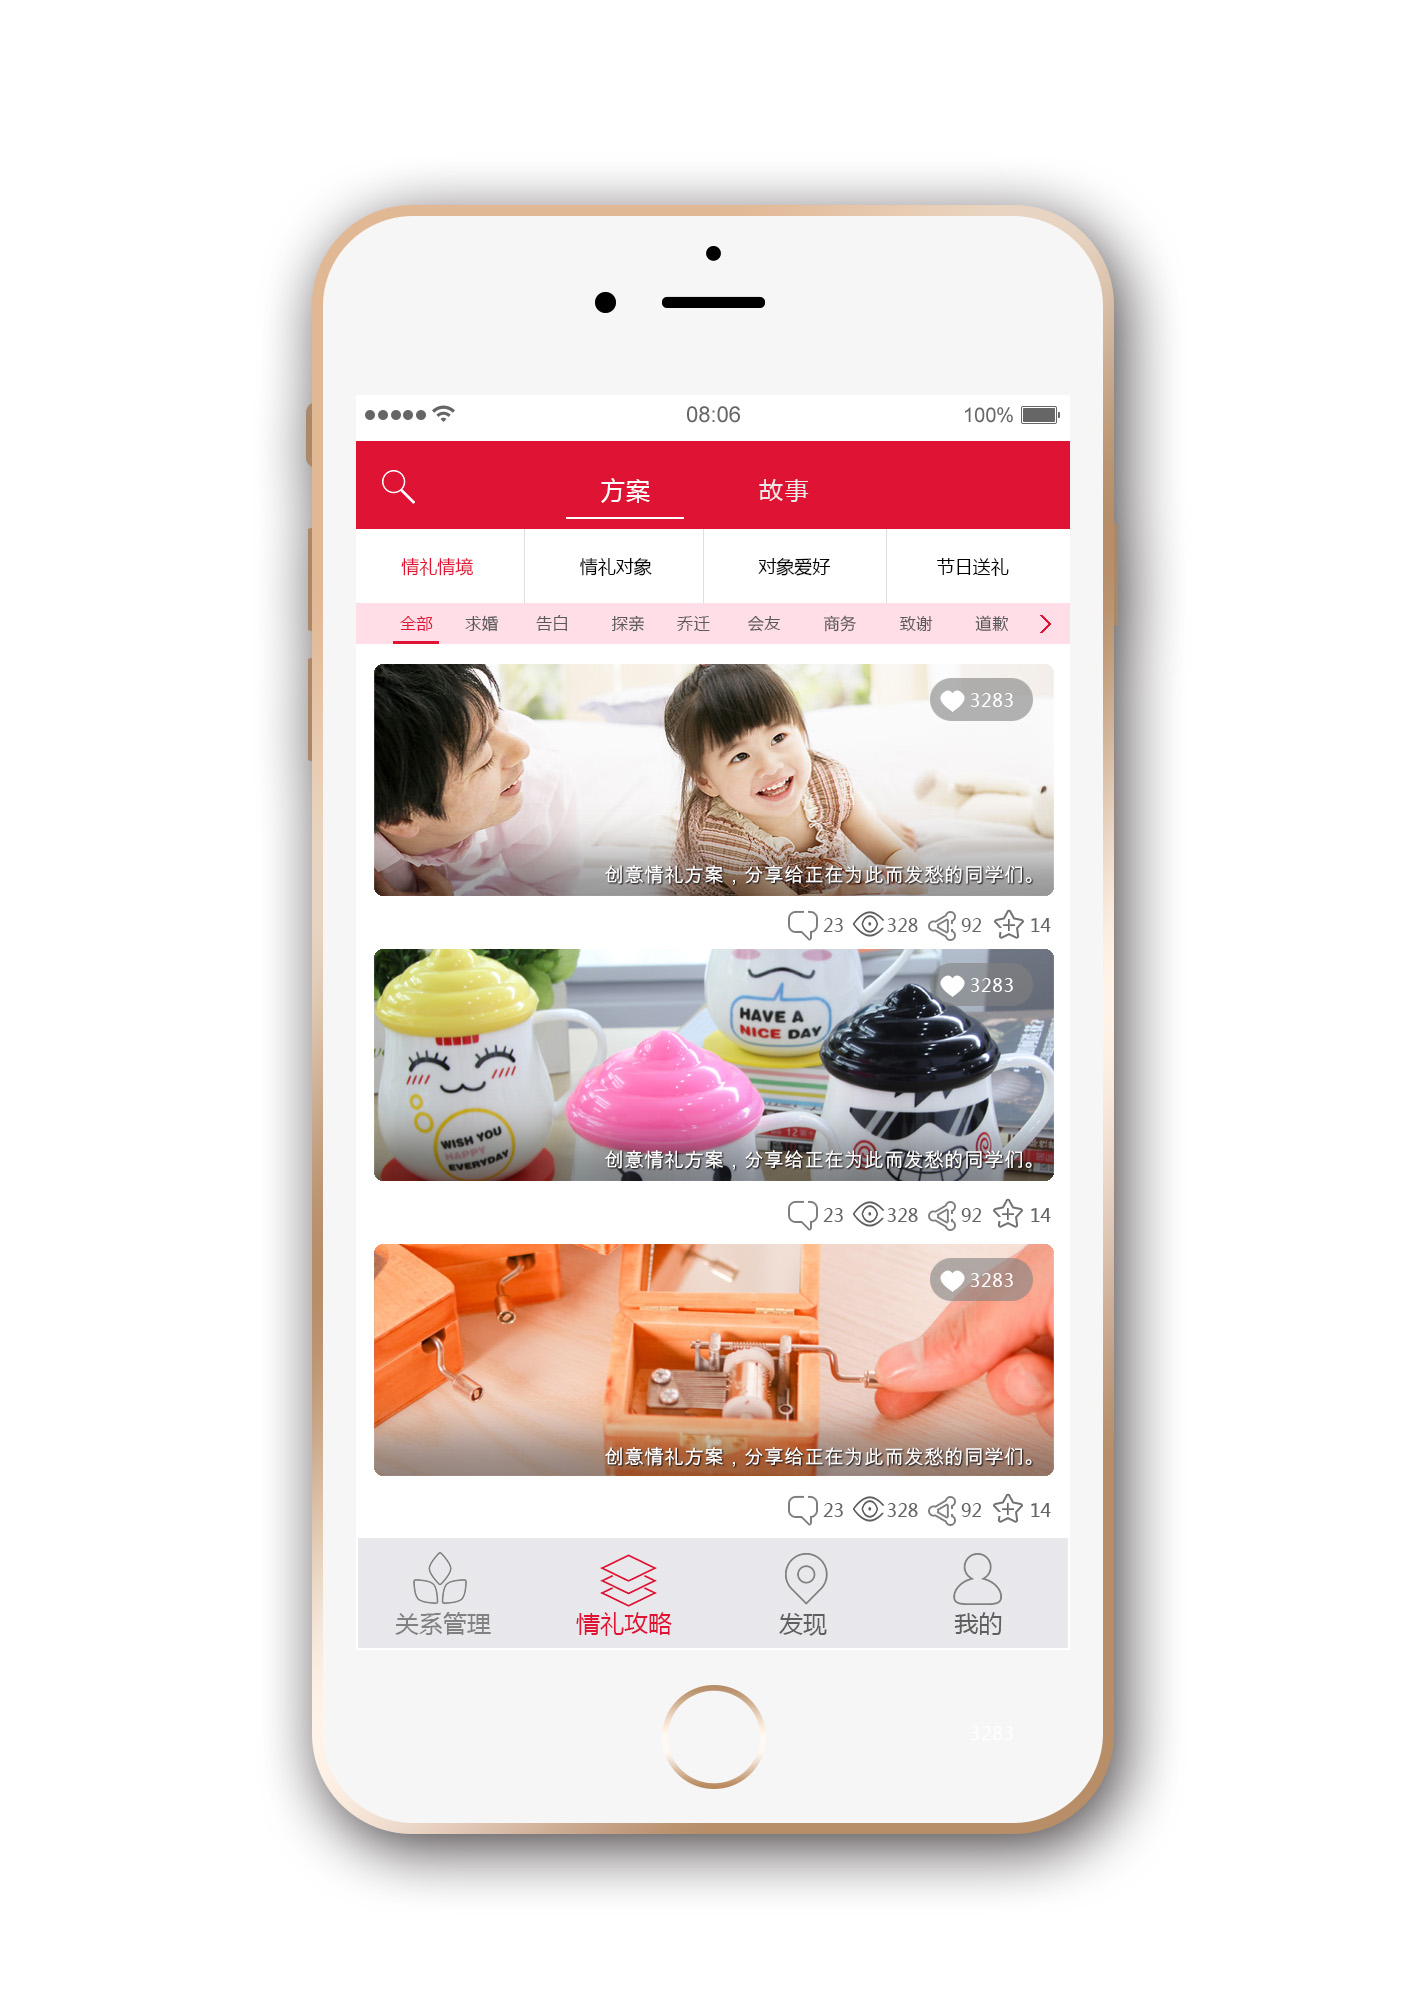 08:06 100%
方案 故事
情礼情境 情礼对象 对象爱好 节日送礼
全部 求婚 告白 探亲 乔迁 会友 商务 致谢 道歉
3283
创意情礼方案，分享给正在为此而发愁的同学们。
23 328 92 14
3283
HAVE A
NICE DAY
WISH YOU
HAPPY
EVERYDAY
创意情礼方案，分享给正在为此而发愁的同学们。
23 328 92 14
3283
创意情礼方案，分享给正在为此而发愁的同学们。
23 328 92 14
关系管理 情礼攻略 发现 我的
3283